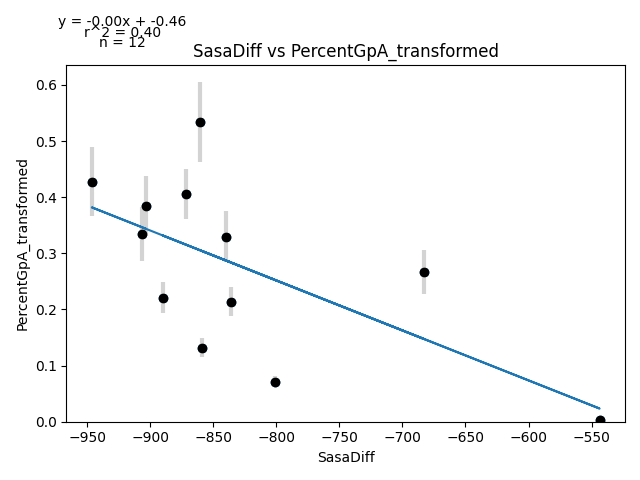 y = -0.00x + -0.46
r^2 = 0.40
n = 12
SasaDiff vs PercentGpA_transformed
PercentGpA_transformed
0.6
0.5
0.4
0.3
0.2
0.1
0.0
−950 −900 −850 −800 −750 −700 −650 −600 −550
SasaDiff